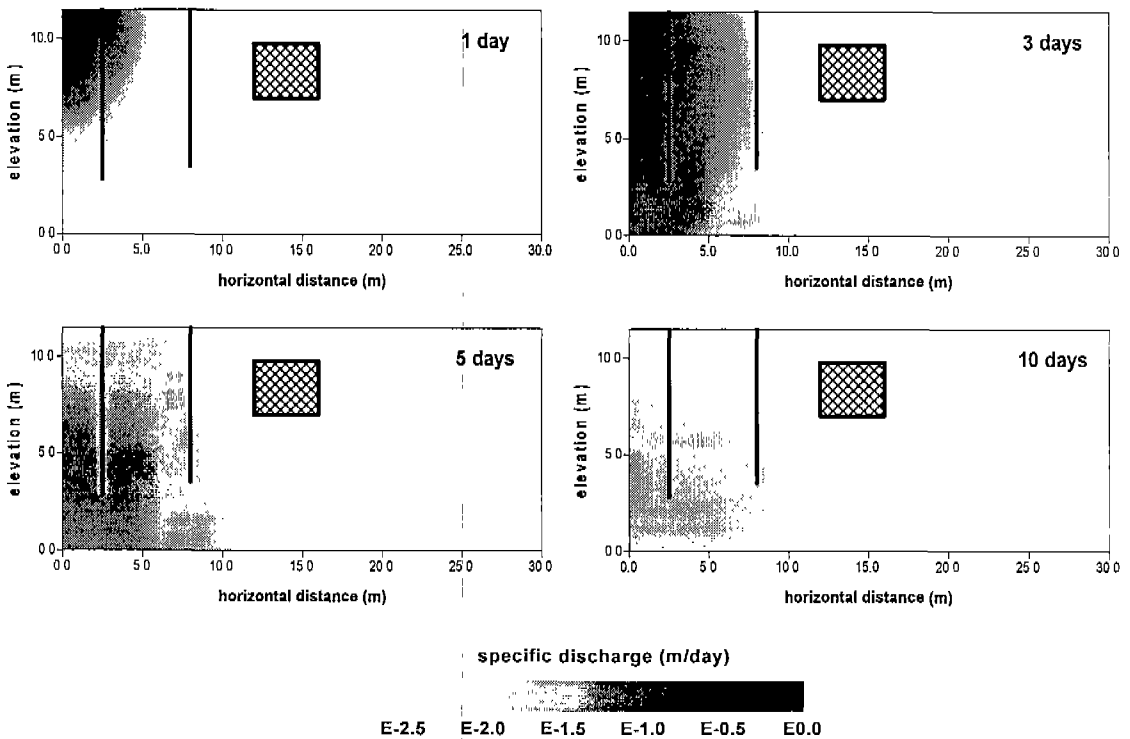 10.0
1 day
elevation (m)
5 0
0 0
0 0 5.0 10 0 15.0 20 0 25.0 30.0
horizontal distance (m)
10.0
3 days
elevation (m)
5 0
0 0
0 0 5.0 10 0 15.0 20 0 25.0 30.0
horizontal distance (m)
10 0
5 days
elevation (m)
5 0
0 0
0 0 5.0 10 0 15.0 20 0 25.0 30.0
horizontal distance (m)
10 0
10 days
elevation (m)
5 0
0 0
0.0 5.0 10 0 15.0 20 0 25.0 30 0
horizontal distance (m)
specific discharge (m/day)
E-2.5 E-2.0 E-1.5 E-1.0 E-0.5 E0.0